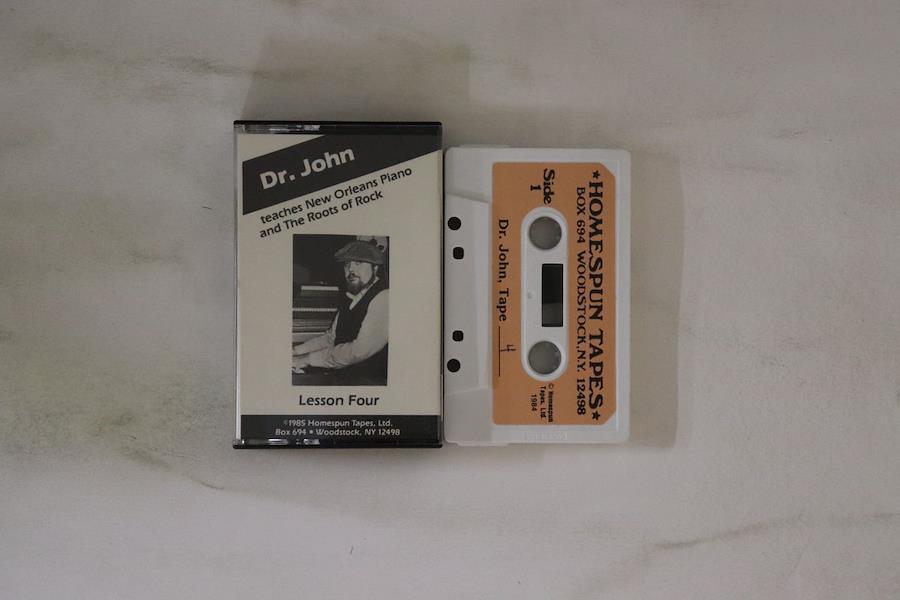 Dr. John
teaches New Orleans Piano
and The Roots of Rock
Lesson Four
©1985 Homespun Tapes, Ltd.
Box 694 • Woodstock, NY 12498
★HOMESPUN TAPES★
BOX 694 WOODSTOCK, N.Y. 12498
Side
1
Dr. John, Tape 4
© Homespun
Tapes, Ltd.
1984